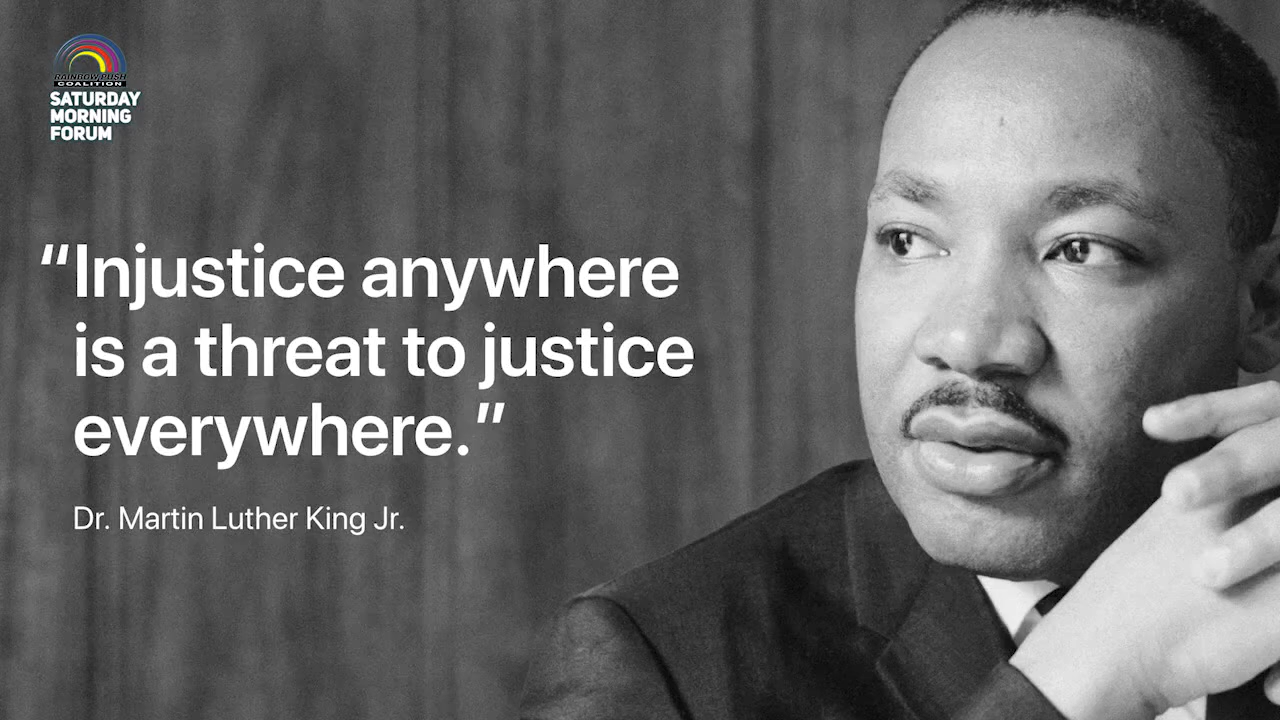 RAINBOW PUSH
COALITION
SATURDAY
MORNING
FORUM
“Injustice anywhere
is a threat to justice
everywhere.”
Dr. Martin Luther King Jr.